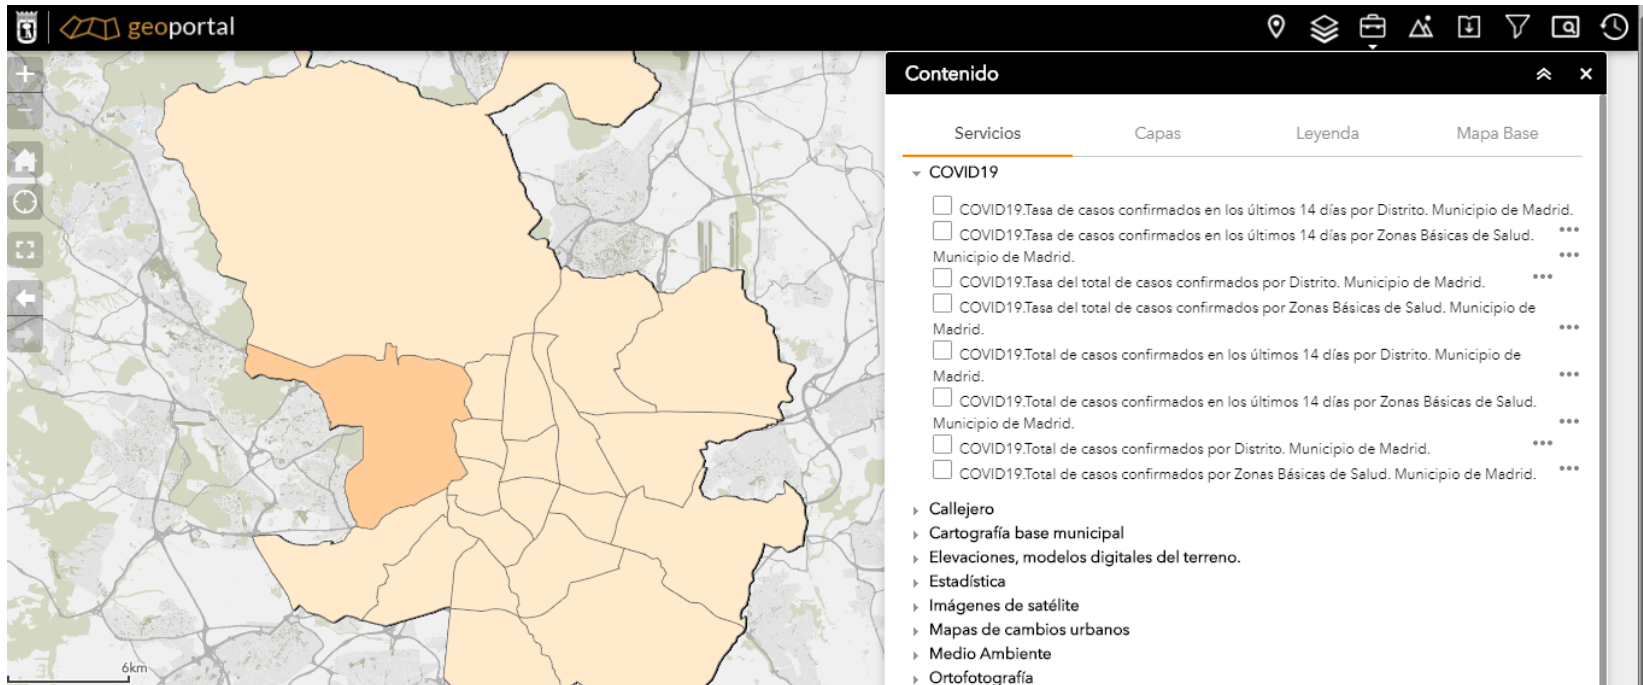 geoportal
Contenido
Servicios Capas Leyenda Mapa Base
COVID19
COVID19.Tasa de casos confirmados en los últimos 14 días por Distrito. Municipio de Madrid.
COVID19.Tasa de casos confirmados en los últimos 14 días por Zonas Básicas de Salud.
Municipio de Madrid.
COVID19.Tasa del total de casos confirmados por Distrito. Municipio de Madrid.
COVID19.Tasa del total de casos confirmados por Zonas Básicas de Salud. Municipio de
Madrid.
COVID19.Total de casos confirmados en los últimos 14 días por Distrito. Municipio de
Madrid.
COVID19.Total de casos confirmados en los últimos 14 días por Zonas Básicas de Salud.
Municipio de Madrid.
COVID19.Total de casos confirmados por Distrito. Municipio de Madrid.
COVID19.Total de casos confirmados por Zonas Básicas de Salud. Municipio de Madrid.
Callejero
Cartografía base municipal
Elevaciones, modelos digitales del terreno.
Estadística
Imágenes de satélite
Mapas de cambios urbanos
Medio Ambiente
Ortofotografía
6km